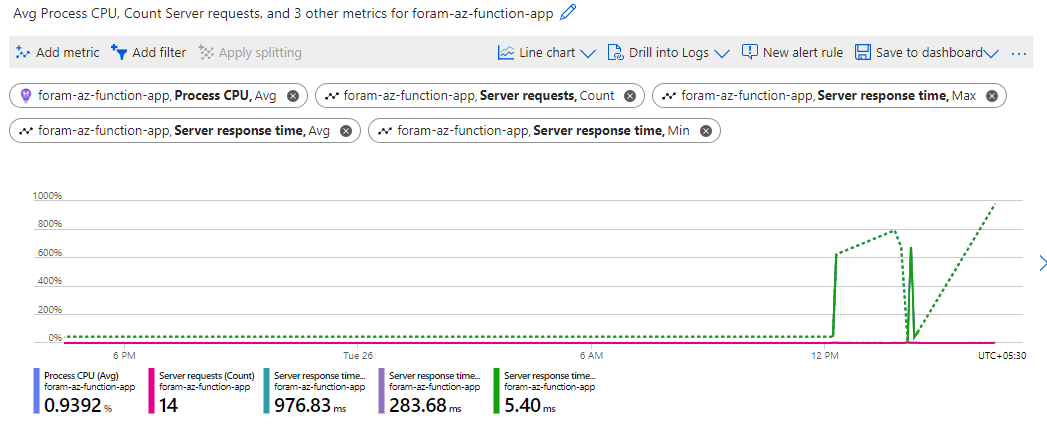 Avg Process CPU, Count Server requests, and 3 other metrics for foram-az-function-app
Add metric Add filter Apply splitting Line chart Drill into Logs New alert rule Save to dashboard ...
foram-az-function-app, Process CPU, Avg foram-az-function-app, Server requests, Count foram-az-function-app, Server response time, Max
foram-az-function-app, Server response time, Avg foram-az-function-app, Server response time, Min
1000%
800%
600%
400%
200%
0%
6 PM Tue 26 6 AM 12 PM UTC+05:30
Process CPU (Avg) Server requests (Count) Server response time... Server response time... Server response time...
foram-az-function-app foram-az-function-app foram-az-function-app foram-az-function-app foram-az-function-app
0.9392 % 14 976.83 ms 283.68 ms 5.40 ms